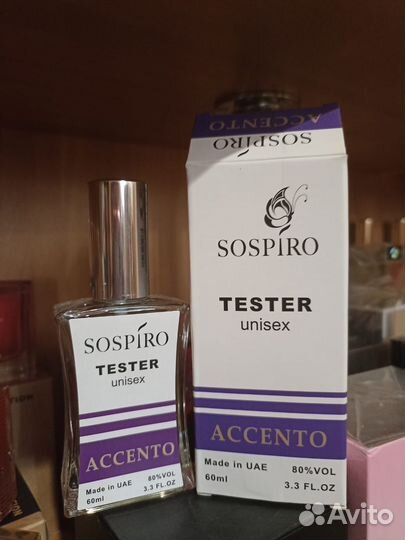 ACCENTO
SOSPIRO
SOSPIRO
TESTER
unisex
ACCENTO
Made in UAE 80%VOL
60ml 3.3 FL.OZ
SOSPIRO
TESTER
unisex
ACCENTO
Made in UAE 80%VOL
60ml 3.3 FL.OZ
Avito